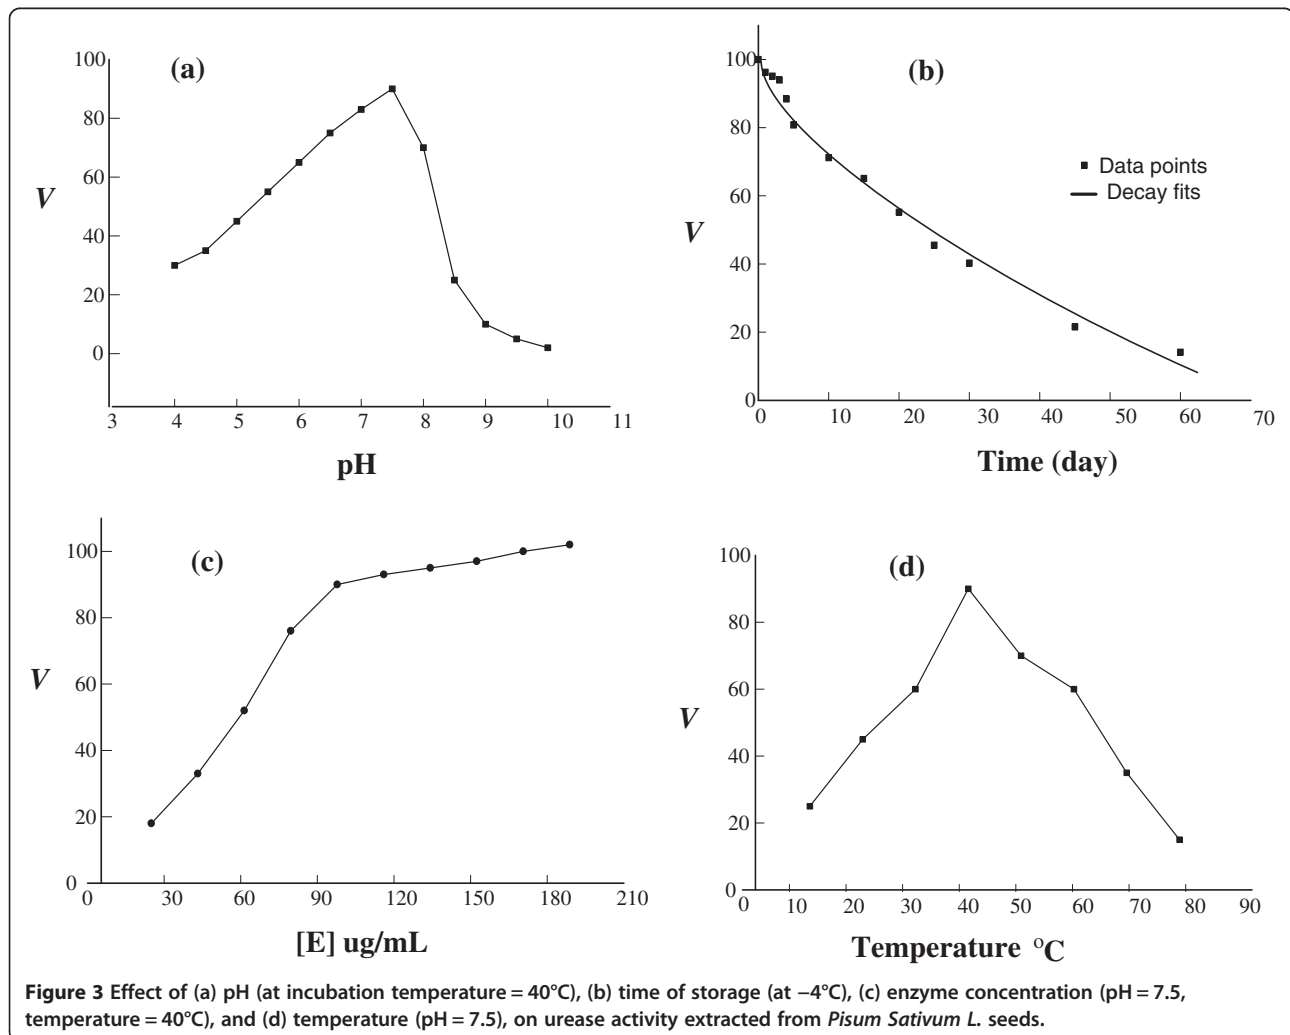 (a)
100
80
60
40
20
0
V
3 4 5 6 7 8 9 10 11
pH
(b)
100
80
60
40
20
0
V
Data points
Decay fits
0 10 20 30 40 50 60 70
Time (day)
(c)
100
80
60
40
20
0
V
0 30 60 90 120 150 180 210
[E] ug/mL
(d)
100
80
60
40
20
0
V
0 10 20 30 40 50 60 70 80 90
Temperature °C
Figure 3 Effect of (a) pH (at incubation temperature = 40°C), (b) time of storage (at −4°C), (c) enzyme concentration (pH = 7.5,
temperature = 40°C), and (d) temperature (pH = 7.5), on urease activity extracted from Pisum Sativum L. seeds.